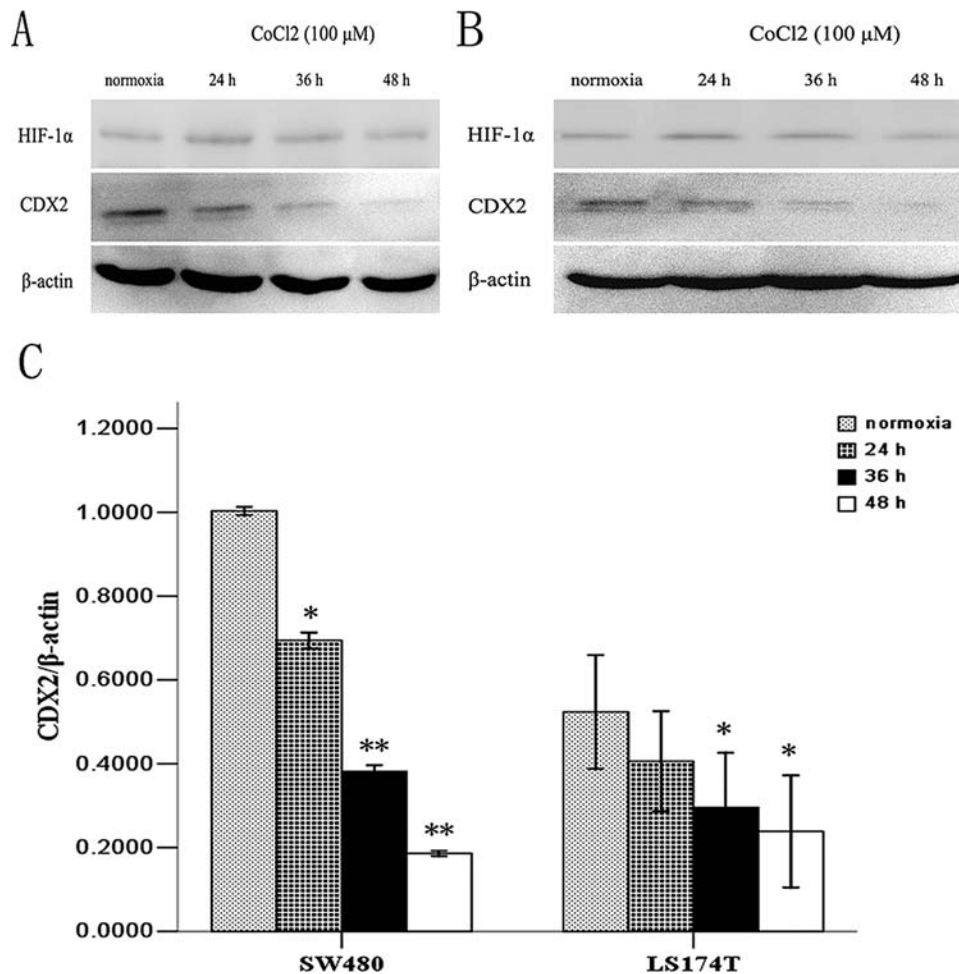 A
CoCl2 (100 μM)
normoxia 24 h 36 h 48 h
HIF-1α
CDX2
β-actin
B
CoCl2 (100 μM)
normoxia 24 h 36 h 48 h
HIF-1α
CDX2
β-actin
C
CDX2/β-actin
1.2000
1.0000
0.8000
0.6000
0.4000
0.2000
0.0000
normoxia
24 h
36 h
48 h
*
**
**
*
*
SW480 LS174T